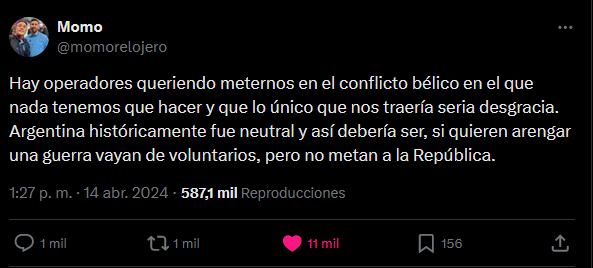 Momo
@momorelojero
Hay operadores queriendo meternos en el conflicto bélico en el que
nada tenemos que hacer y que lo único que nos traería seria desgracia.
Argentina históricamente fue neutral y así debería ser, si quieren arengar
una guerra vayan de voluntarios, pero no metan a la República.
1:27 p. m. · 14 abr. 2024 · 587,1 mil Reproducciones
1 mil 1 mil 11 mil 156